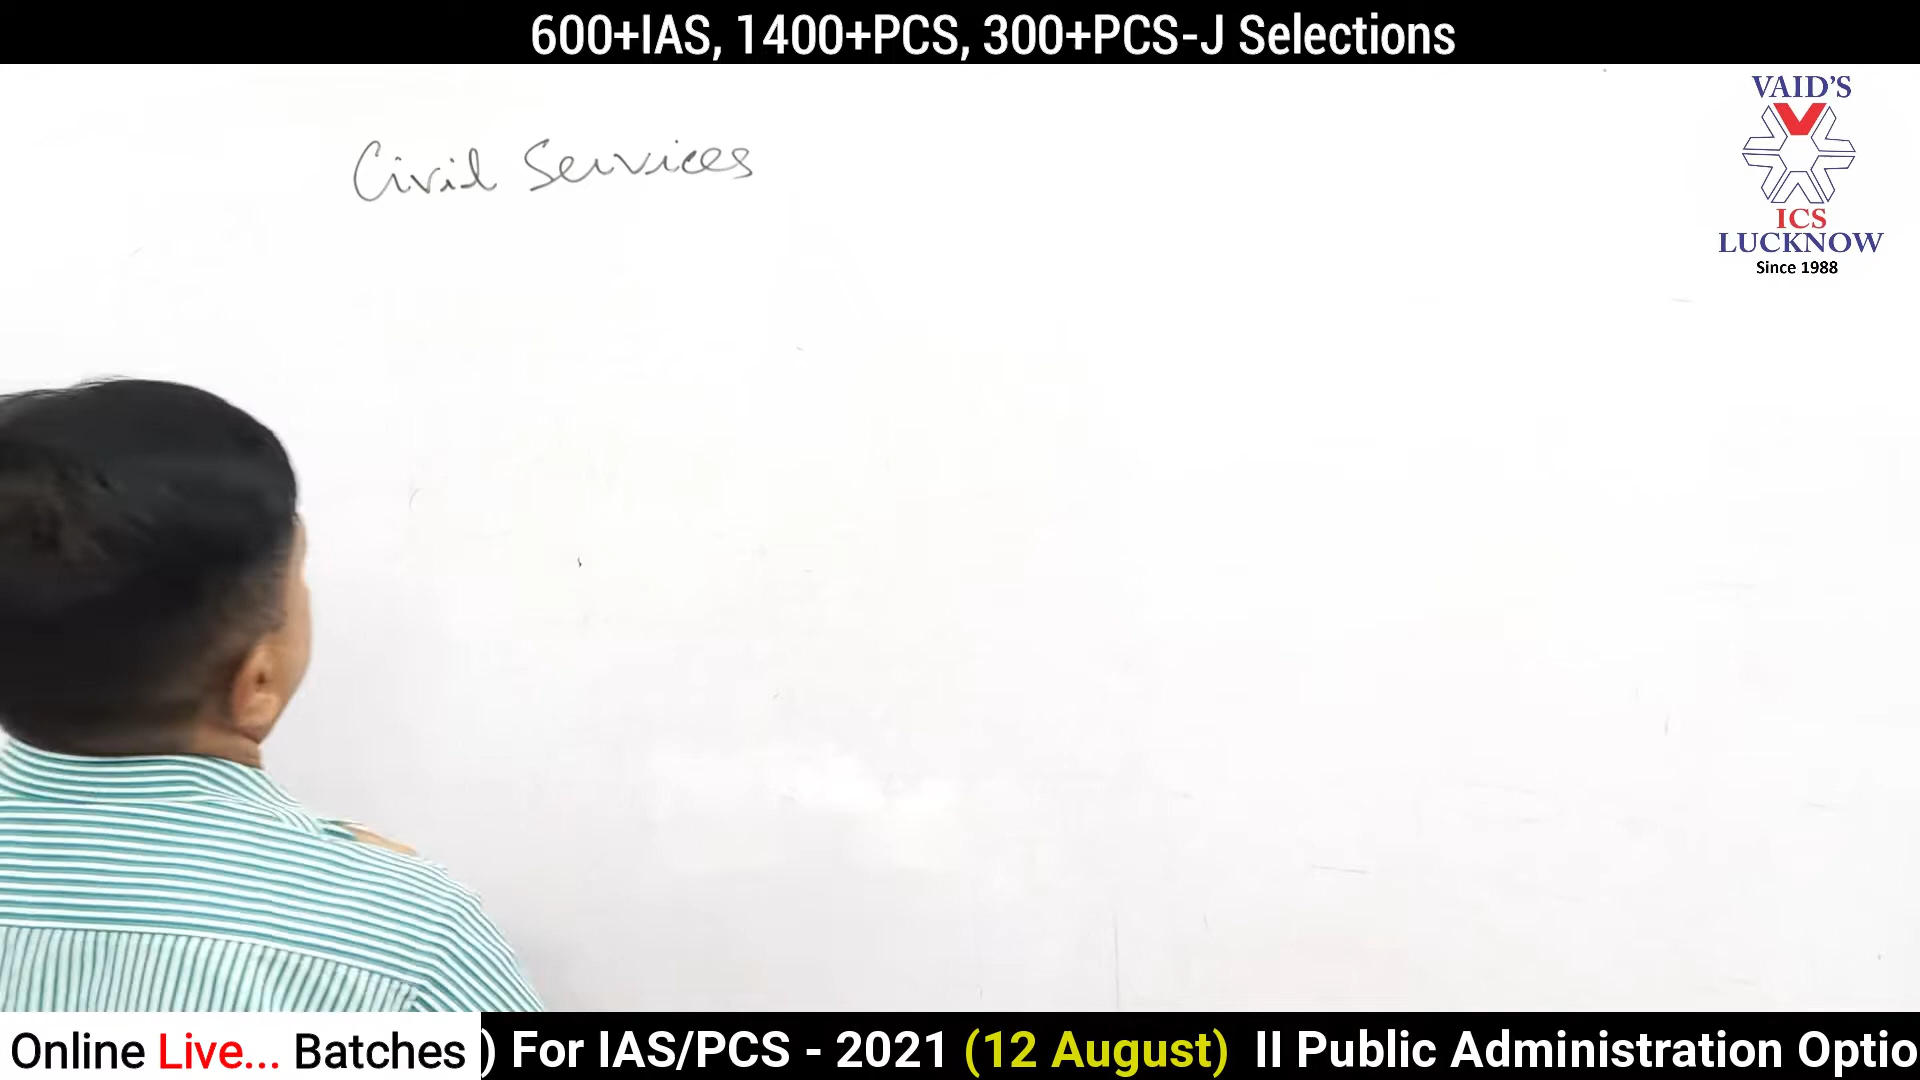 600+IAS, 1400+PCS, 300+PCS-J Selections
VAID'S
ICS
LUCKNOW
Since 1988
Civil Services
Online Live... Batches ) For IAS/PCS - 2021 (12 August) II Public Administration Optio